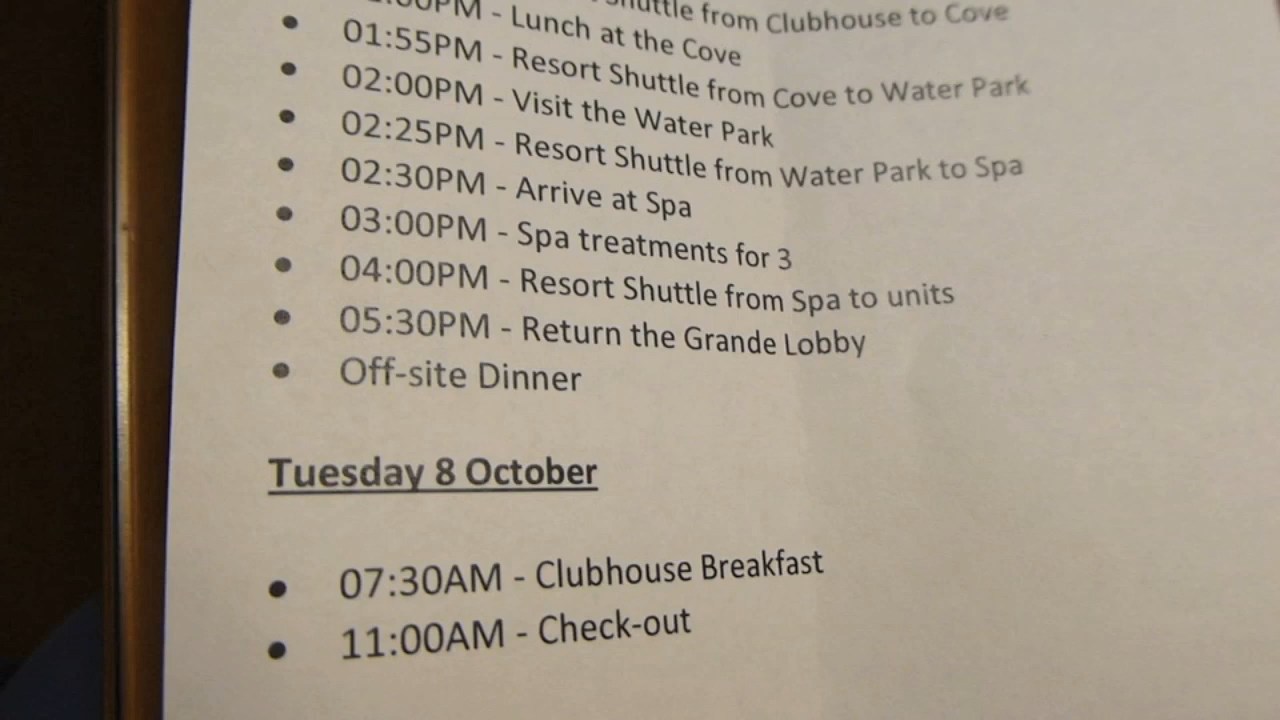 Shuttle from Clubhouse to Cove
PM - Lunch at the Cove
01:55PM - Resort Shuttle from Cove to Water Park
02:00PM - Visit the Water Park
02:25PM - Resort Shuttle from Water Park to Spa
02:30PM - Arrive at Spa
03:00PM - Spa treatments for 3
04:00PM - Resort Shuttle from Spa to units
05:30PM - Return the Grande Lobby
Off-site Dinner
Tuesday 8 October
07:30AM - Clubhouse Breakfast
11:00AM - Check-out